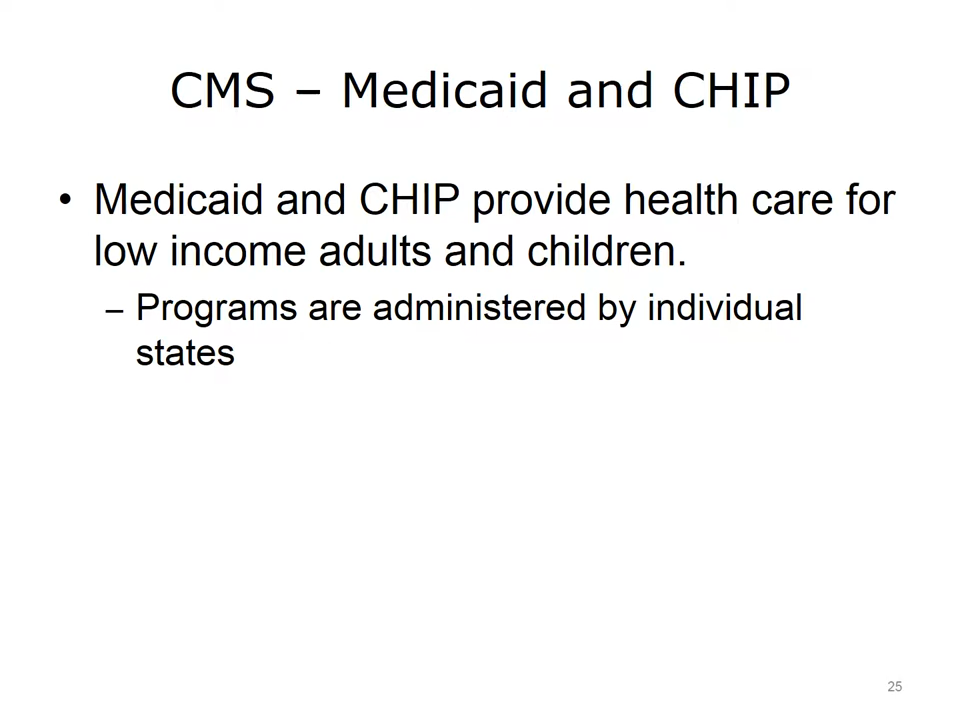 CMS – Medicaid and CHIP
• Medicaid and CHIP provide health care for
low income adults and children.
– Programs are administered by individual
states
25